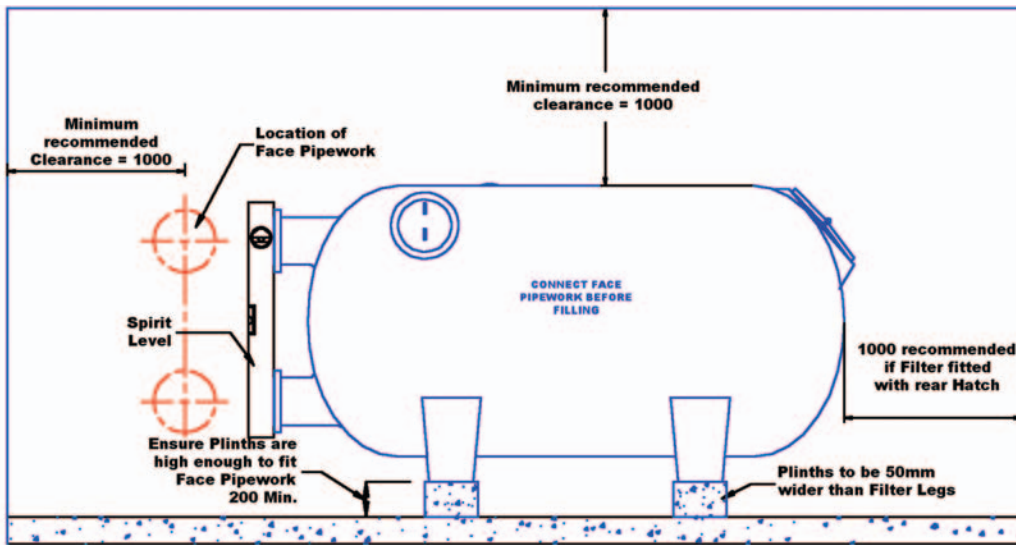 Minimum recommended
clearance = 1000
Minimum
recommended
Clearance = 1000
Location of
Face Pipework
CONNECT FACE
PIPEWORK BEFORE
FILLING
Spirit
Level
1000 recommended
if Filter fitted
with rear Hatch
Ensure Plinths are
high enough to fit
Face Pipework
200 Min.
Plinths to be 50mm
wider than Filter Legs